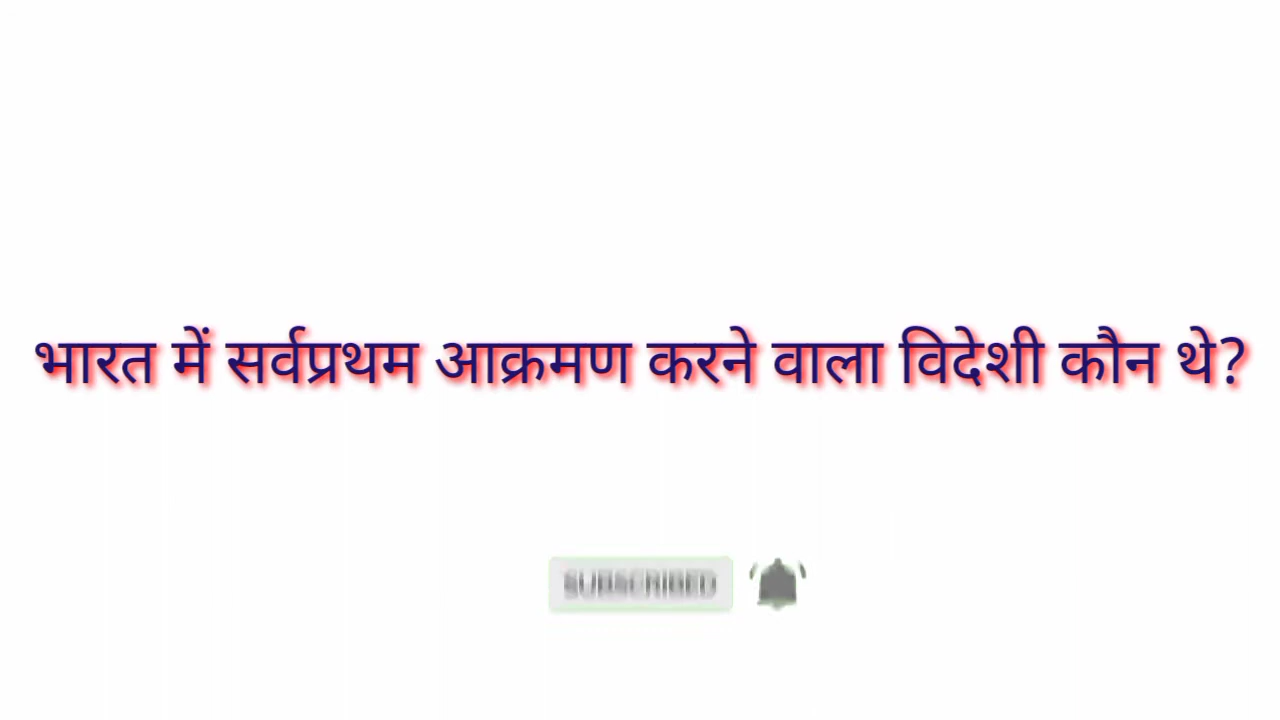 भारत में सर्वप्रथम आक्रमण करने वाला विदेशी कौन थे?
SUBSCRIBED